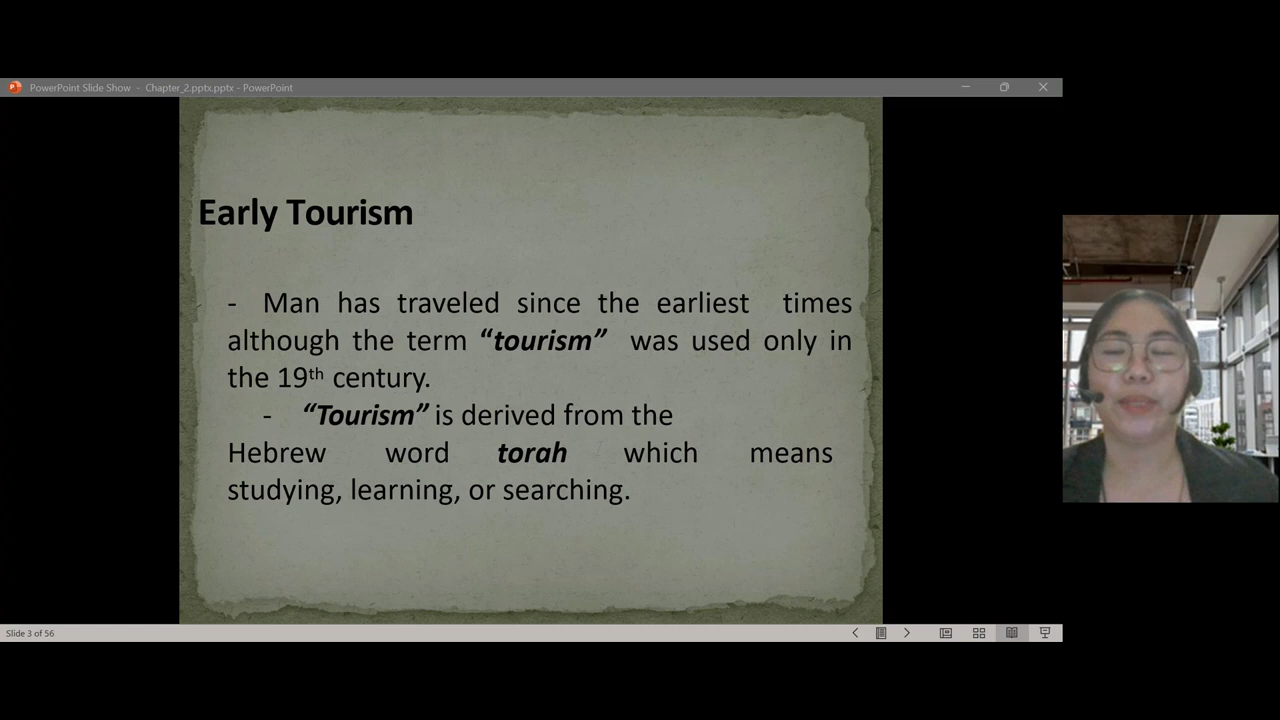 PowerPoint Slide Show - Chapter_2.pptx.pptx - PowerPoint
Early Tourism
- Man has traveled since the earliest times
although the term “tourism” was used only in
the 19th century.
- “Tourism” is derived from the
Hebrew word torah which means
studying, learning, or searching.
Slide 3 of 56